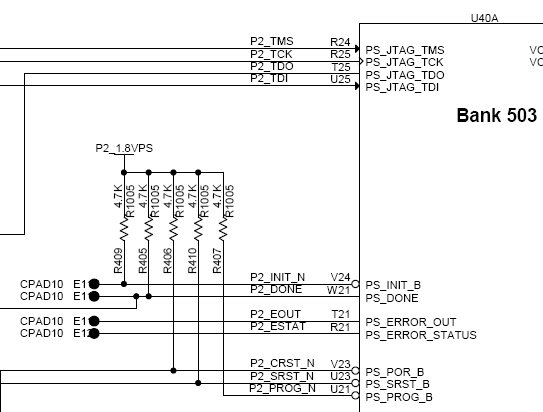 U40A
P2_TMS R24 PS_JTAG_TMS VC
P2_TCK R25 PS_JTAG_TCK VC
P2_TDO T25 PS_JTAG_TDO
P2_TDI U25 PS_JTAG_TDI
Bank 503
P2_1.8VPS
4.7K R1005 4.7K R1005 4.7K R1005 4.7K R1005 4.7K R1005
R409 R405 R406 R410 R407
CPAD10 E1 P2_INIT_N V24 PS_INIT_B
CPAD10 E1 P2_DONE W21 PS_DONE
CPAD10 E1 P2_EOUT T21 PS_ERROR_OUT
CPAD10 E1 P2_ESTAT R21 PS_ERROR_STATUS
P2_CRST_N V23 PS_POR_B
P2_SRST_N U23 PS_SRST_B
P2_PROG_N U21 PS_PROG_B